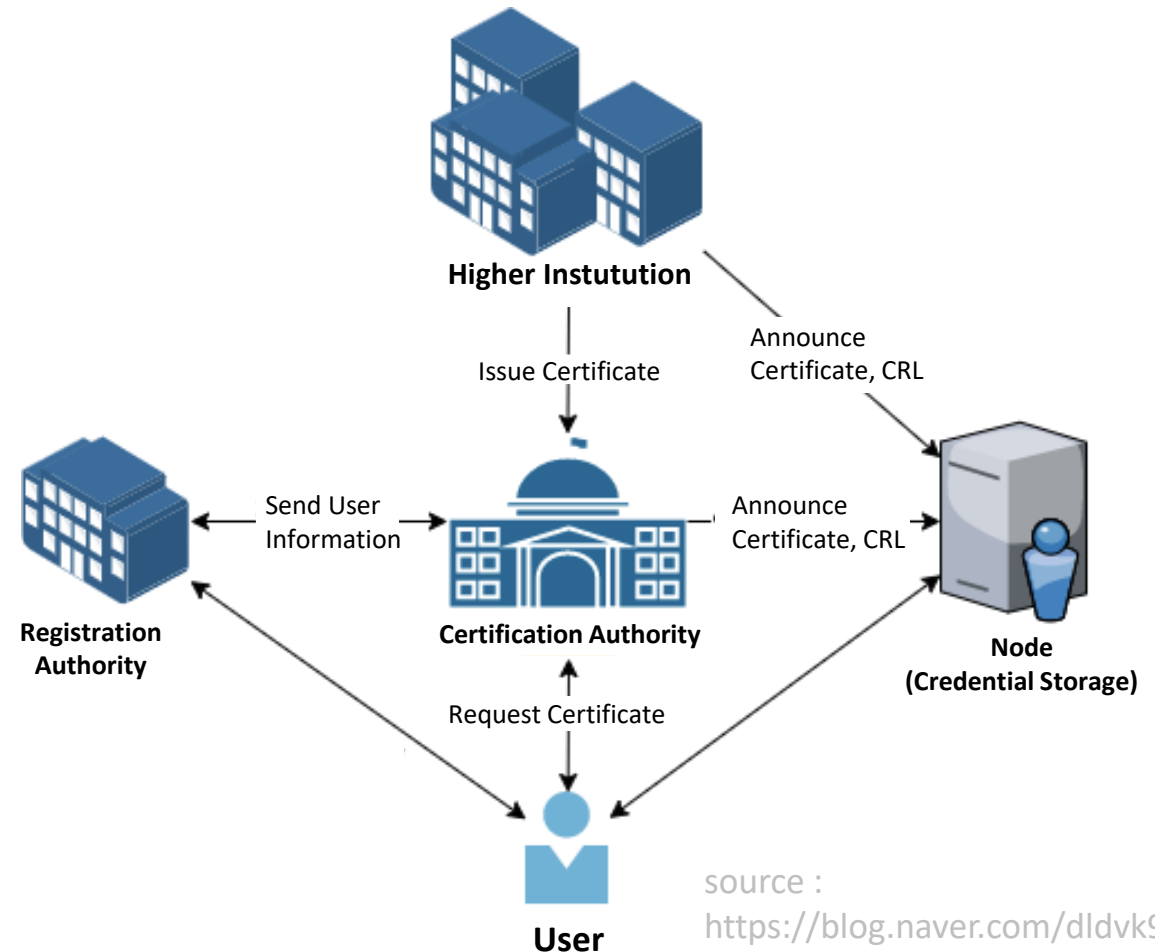 Higher Instutution
Issue Certificate
Announce
Certificate, CRL
Send User
Information
Announce
Certificate, CRL
Registration
Authority
Certification Authority
Node
(Credential Storage)
Request Certificate
User
source :
https://blog.naver.com/dldvk9